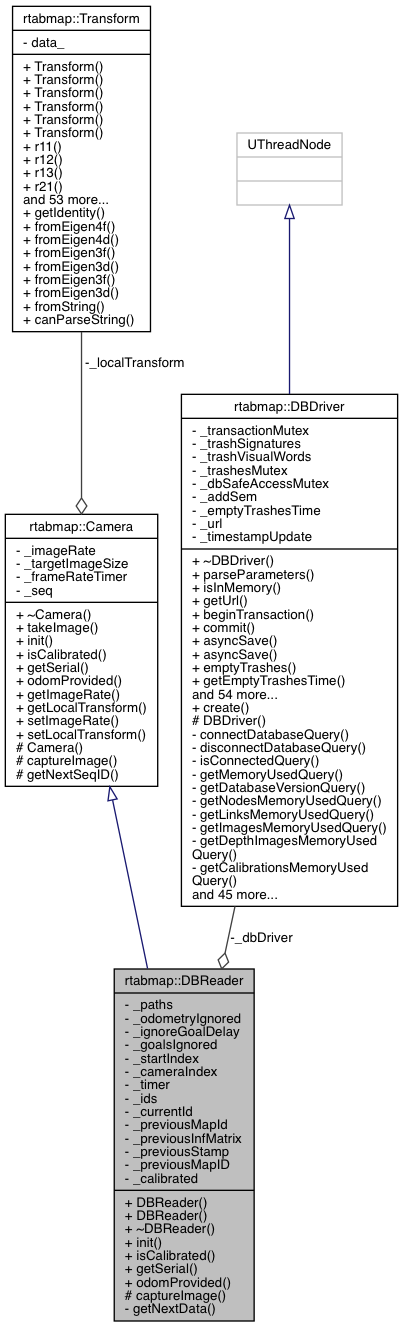 rtabmap::Transform
- data_
+ Transform()
+ Transform()
+ Transform()
+ Transform()
+ Transform()
+ Transform()
+ r11()
+ r12()
+ r13()
+ r21()
and 53 more...
+ getIdentity()
+ fromEigen4f()
+ fromEigen4d()
+ fromEigen3f()
+ fromEigen3d()
+ fromEigen3f()
+ fromEigen3d()
+ fromString()
+ canParseString()
UThreadNode
-_localTransform
rtabmap::DBDriver
- _transactionMutex
- _trashSignatures
- _trashVisualWords
- _trashesMutex
- _dbSafeAccessMutex
- _addSem
- _emptyTrashesTime
- _url
- _timestampUpdate
+ ~DBDriver()
+ parseParameters()
+ isInMemory()
+ getUrl()
+ beginTransaction()
+ commit()
+ asyncSave()
+ asyncSave()
+ emptyTrashes()
+ getEmptyTrashesTime()
and 54 more...
+ create()
# DBDriver()
- connectDatabaseQuery()
- disconnectDatabaseQuery()
- isConnectedQuery()
- getMemoryUsedQuery()
- getDatabaseVersionQuery()
- getNodesMemoryUsedQuery()
- getLinksMemoryUsedQuery()
- getImagesMemoryUsedQuery()
- getDepthImagesMemoryUsed
Query()
- getCalibrationsMemoryUsed
Query()
and 45 more...
rtabmap::Camera
- _imageRate
- _targetImageSize
- _frameRateTimer
- _seq
+ ~Camera()
+ takeImage()
+ init()
+ isCalibrated()
+ getSerial()
+ odomProvided()
+ getImageRate()
+ getLocalTransform()
+ setImageRate()
+ setLocalTransform()
# Camera()
# captureImage()
# getNextSeqID()
-_dbDriver
rtabmap::DBReader
- _paths
- _odometryIgnored
- _ignoreGoalDelay
- _goalsIgnored
- _startIndex
- _cameraIndex
- _timer
- _ids
- _currentId
- _previousMapId
- _previousInfMatrix
- _previousStamp
- _previousMapID
- _calibrated
+ DBReader()
+ DBReader()
+ ~DBReader()
+ init()
+ isCalibrated()
+ getSerial()
+ odomProvided()
# captureImage()
- getNextData()